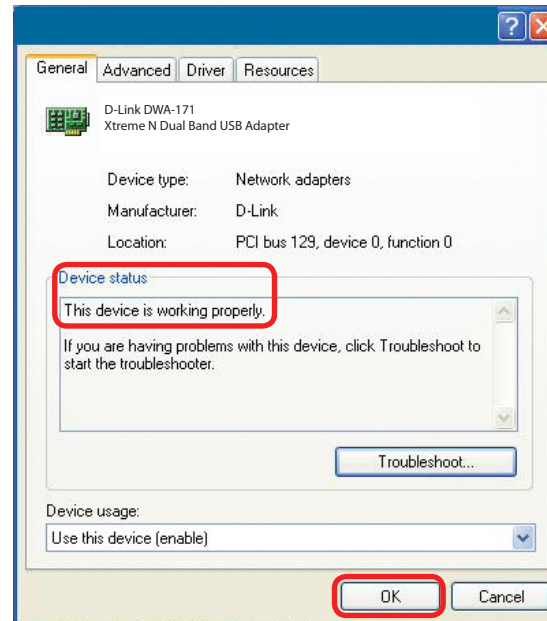 ?
General Advanced Driver Resources
D-Link DWA-171
Xtreme N Dual Band USB Adapter
Device type: Network adapters
Manufacturer: D-Link
Location: PCI bus 129, device 0, function 0
Device status
This device is working properly.
If you are having problems with this device, click Troubleshoot to
start the troubleshooter.
Troubleshoot...
Device usage:
Use this device (enable)
OK Cancel